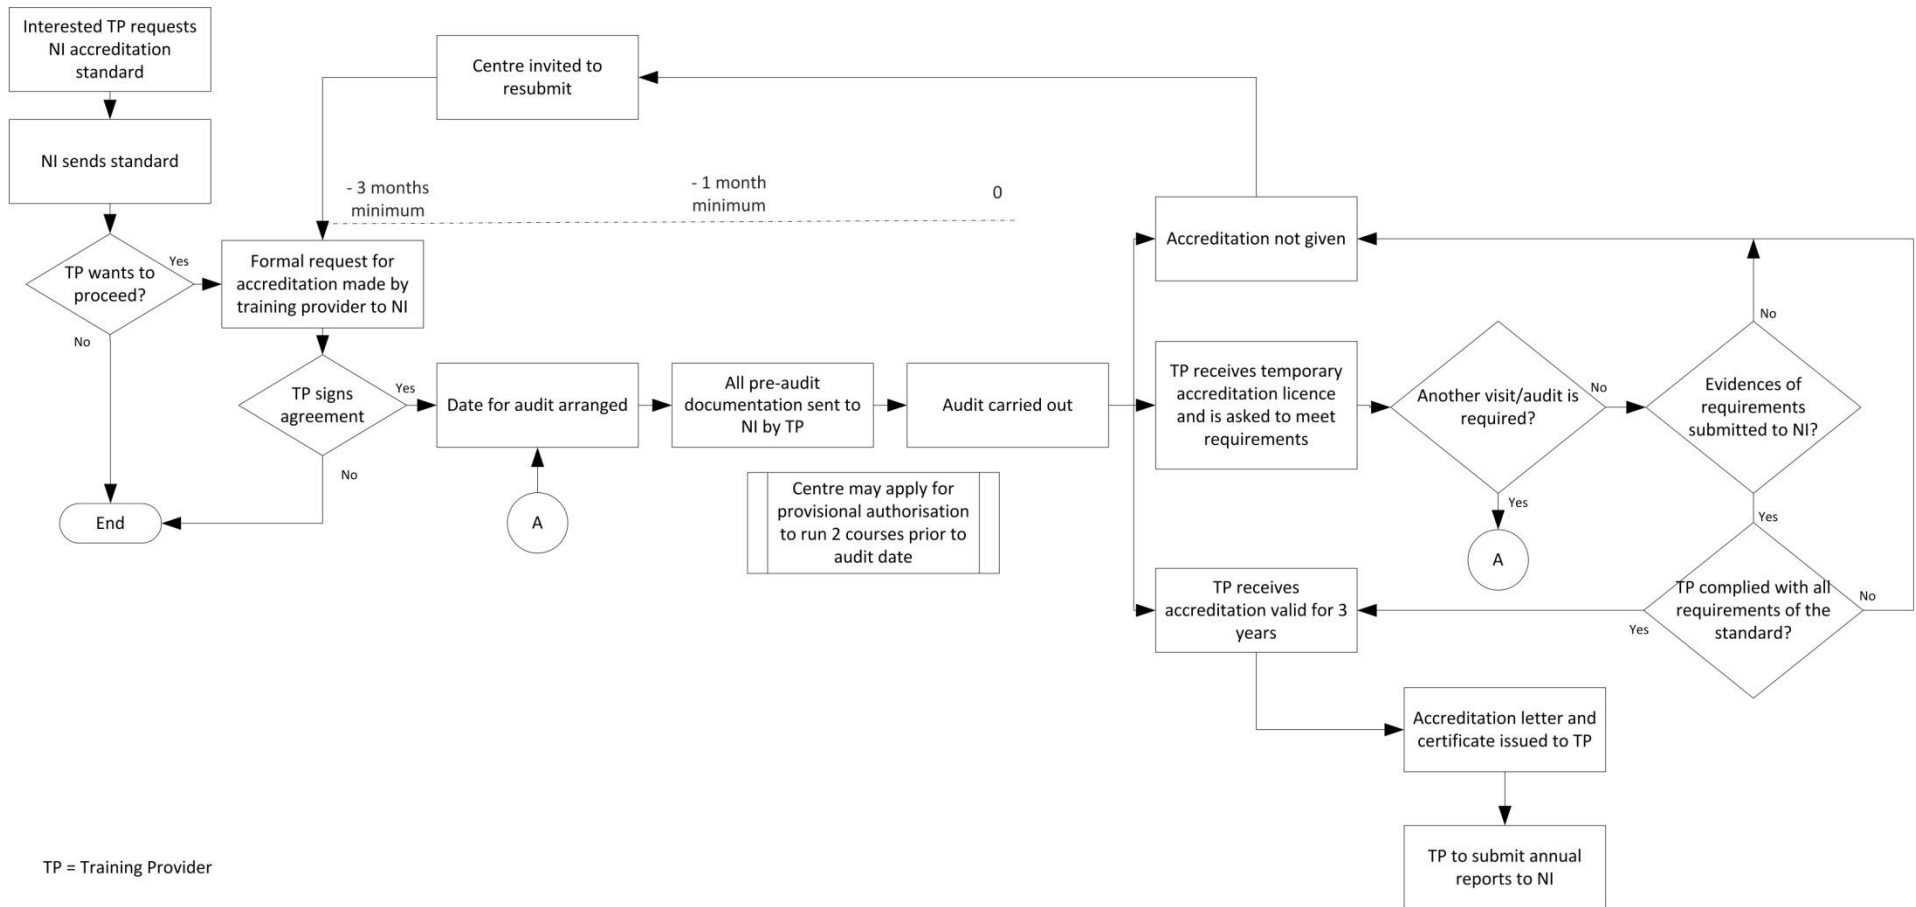 Interested TP requests
NI accreditation
standard
NI sends standard
TP wants to
proceed?
Yes
No
End
Centre invited to
resubmit
- 3 months
minimum
- 1 month
minimum
0
Formal request for
accreditation made by
training provider to NI
TP signs
agreement
Yes
No
Date for audit arranged
A
All pre-audit
documentation sent to
NI by TP
Centre may apply for
provisional authorisation
to run 2 courses prior to
audit date
Audit carried out
Accreditation not given
TP receives temporary
accreditation licence
and is asked to meet
requirements
Another visit/audit is
required?
No
Yes
A
Evidences of
requirements
submitted to NI?
No
Yes
TP complied with all
requirements of the
standard?
No
Yes
TP receives
accreditation valid for 3
years
Accreditation letter and
certificate issued to TP
TP to submit annual
reports to NI
TP = Training Provider